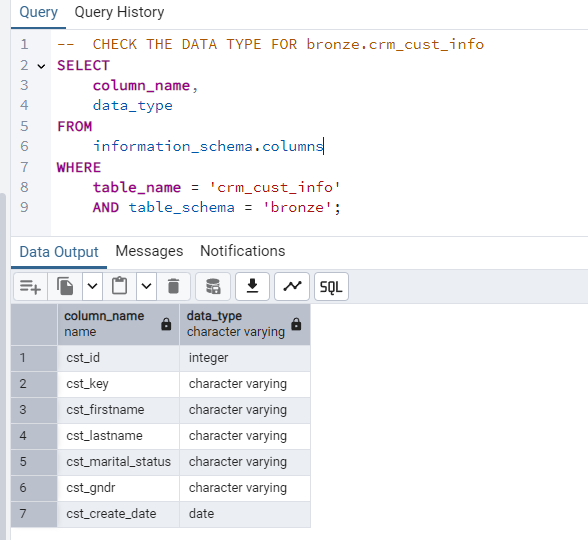 Query Query History
1 -- CHECK THE DATA TYPE FOR bronze.crm_cust_info
2 SELECT
3 column_name,
4 data_type
5 FROM
6 information_schema.columns
7 WHERE
8 table_name = 'crm_cust_info'
9 AND table_schema = 'bronze';
Data Output Messages Notifications
SQL
column_name data_type
name character varying
1 cst_id integer
2 cst_key character varying
3 cst_firstname character varying
4 cst_lastname character varying
5 cst_marital_status character varying
6 cst_gndr character varying
7 cst_create_date date